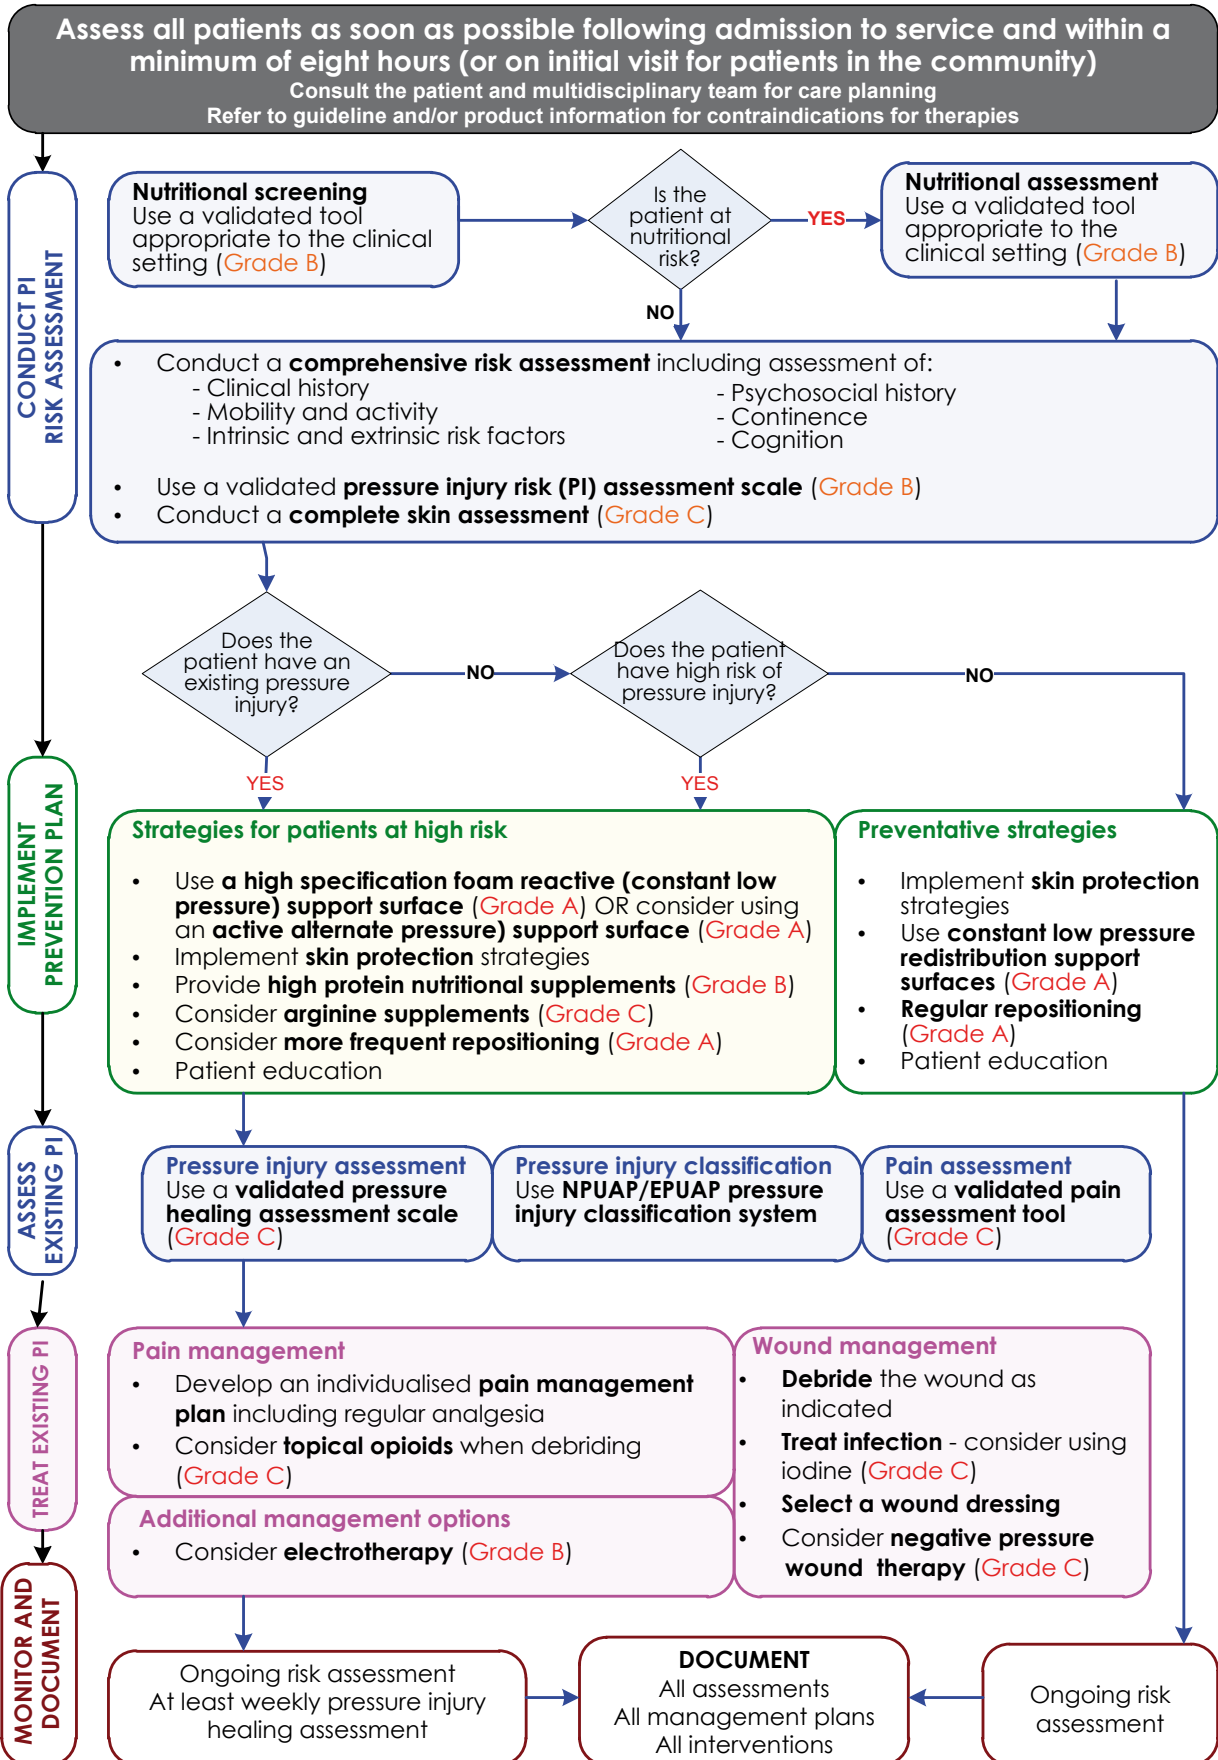 Assess all patients as soon as possible following admission to service and within a
minimum of eight hours (or on initial visit for patients in the community)
Consult the patient and multidisciplinary team for care planning
Refer to guideline and/or product information for contraindications for therapies
CONDUCT PI
RISK ASSESSMENT
Nutritional screening
Use a validated tool
appropriate to the clinical
setting (Grade B)
Is the
patient at
nutritional
risk?
YES
NO
Nutritional assessment
Use a validated tool
appropriate to the
clinical setting (Grade B)
• Conduct a comprehensive risk assessment including assessment of:
- Clinical history
- Mobility and activity
- Intrinsic and extrinsic risk factors
- Psychosocial history
- Continence
- Cognition
• Use a validated pressure injury risk (PI) assessment scale (Grade B)
• Conduct a complete skin assessment (Grade C)
Does the
patient have an
existing pressure
injury?
NO
Does the patient
have high risk of
pressure injury?
NO
YES
YES
IMPLEMENT
PREVENTION PLAN
Strategies for patients at high risk
• Use a high specification foam reactive (constant low
pressure) support surface (Grade A) OR consider using
an active alternate pressure) support surface (Grade A)
• Implement skin protection strategies
• Provide high protein nutritional supplements (Grade B)
• Consider arginine supplements (Grade C)
• Consider more frequent repositioning (Grade A)
• Patient education
Preventative strategies
• Implement skin protection
strategies
• Use constant low pressure
redistribution support
surfaces (Grade A)
• Regular repositioning
(Grade A)
• Patient education
ASSESS
EXISTING PI
Pressure injury assessment
Use a validated pressure
healing assessment scale
(Grade C)
Pressure injury classification
Use NPUAP/EPUAP pressure
injury classification system
Pain assessment
Use a validated pain
assessment tool
(Grade C)
TREAT EXISTING PI
Pain management
• Develop an individualised pain management
plan including regular analgesia
• Consider topical opioids when debriding
(Grade C)
Additional management options
• Consider electrotherapy (Grade B)
Wound management
• Debride the wound as
indicated
• Treat infection - consider using
iodine (Grade C)
• Select a wound dressing
• Consider negative pressure
wound therapy (Grade C)
MONITOR AND
DOCUMENT
Ongoing risk assessment
At least weekly pressure injury
healing assessment
DOCUMENT
All assessments
All management plans
All interventions
Ongoing risk
assessment